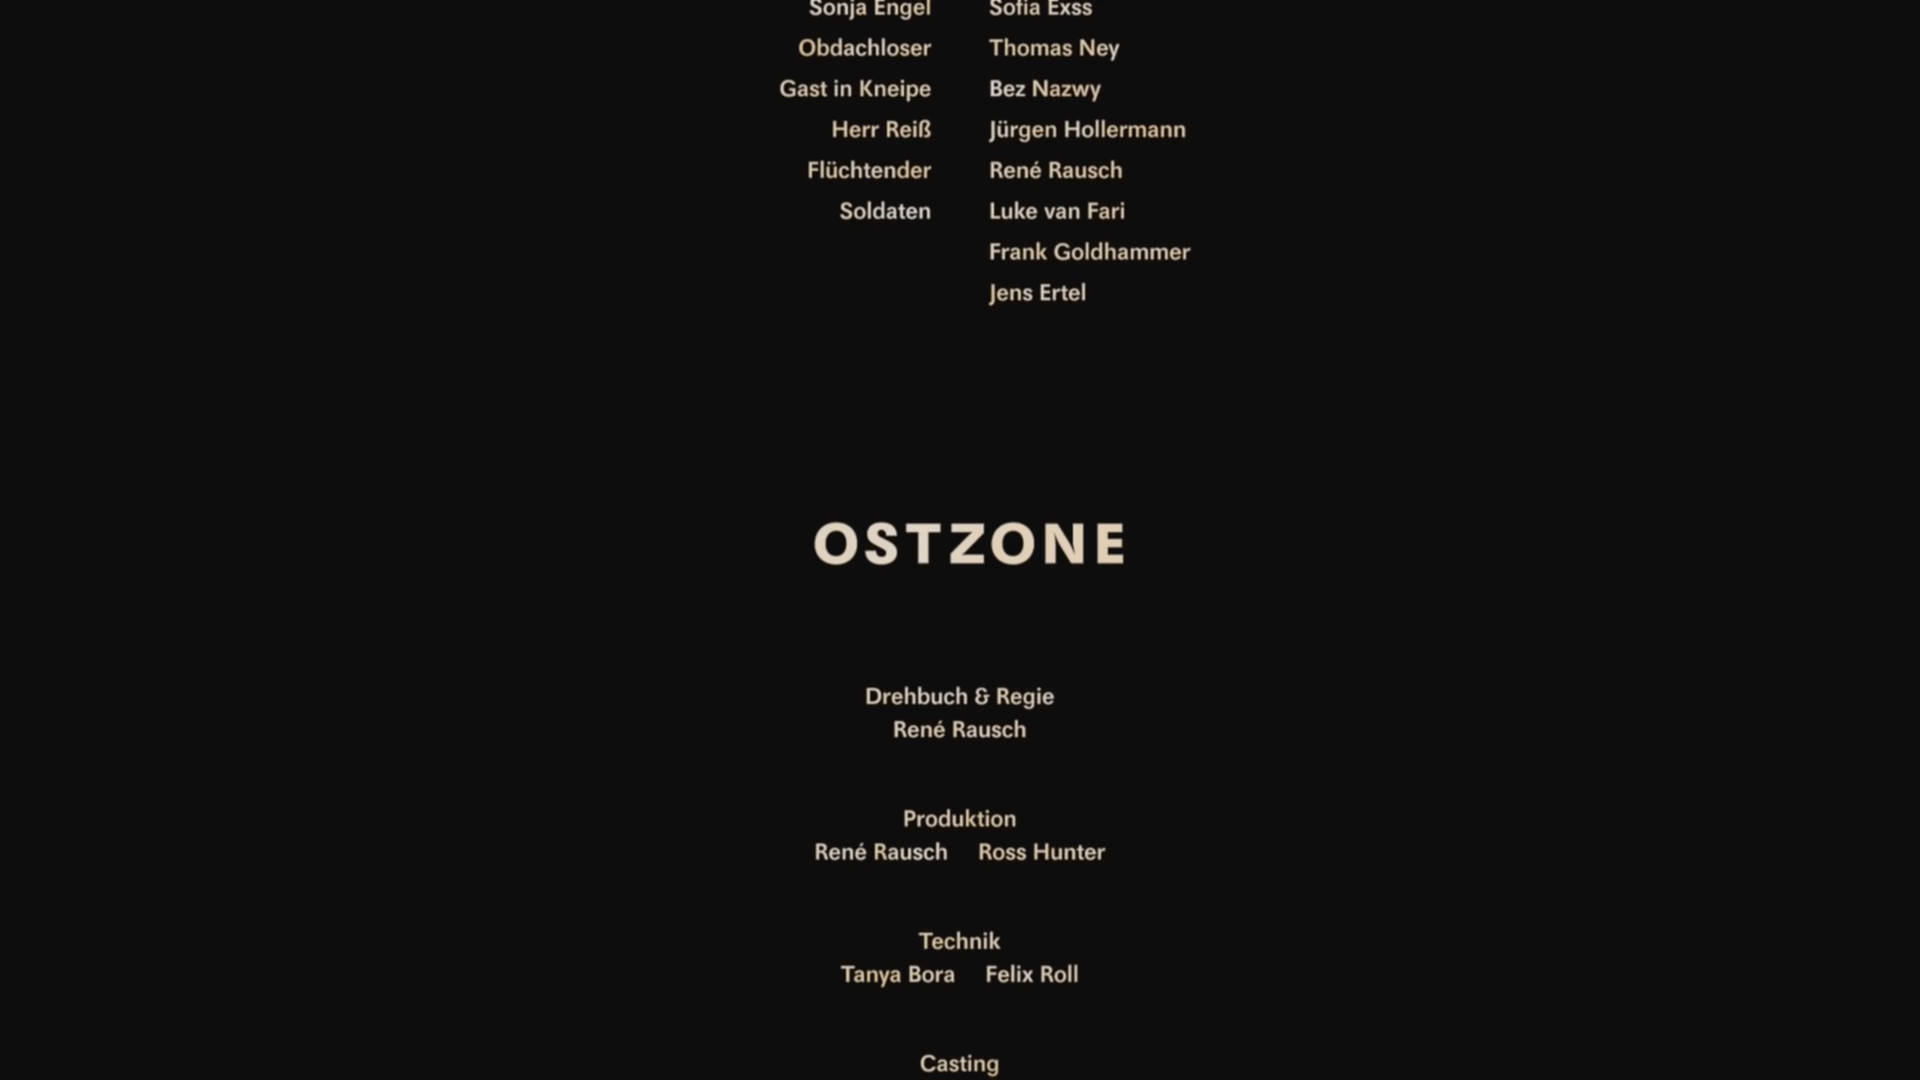 Sonja Engel Sofia Exss
Obdachloser Thomas Ney
Gast in Kneipe Bez Nazwy
Herr Reiß Jürgen Hollermann
Flüchtender René Rausch
Soldaten Luke van Fari
Frank Goldhammer
Jens Ertel
OSTZONE
Drehbuch & Regie
René Rausch
Produktion
René Rausch Ross Hunter
Technik
Tanya Bora Felix Roll
Casting